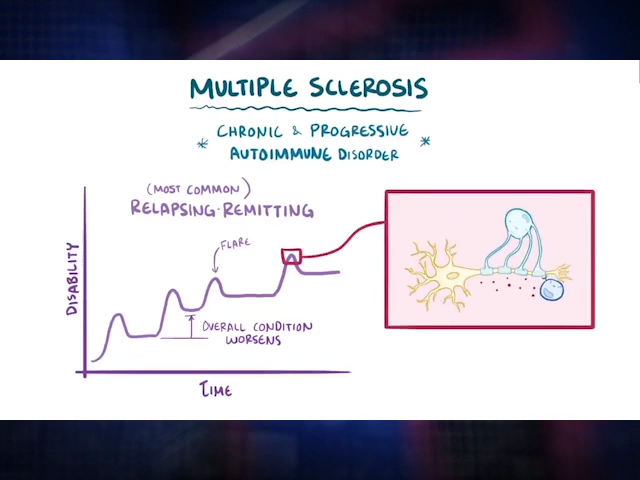 MULTIPLE SCLEROSIS
* CHRONIC & PROGRESSIVE *
AUTOIMMUNE DISORDER
(MOST COMMON)
RELAPSING-REMITTING
FLARE
DISABILITY
OVERALL CONDITION
WORSENS
TIME